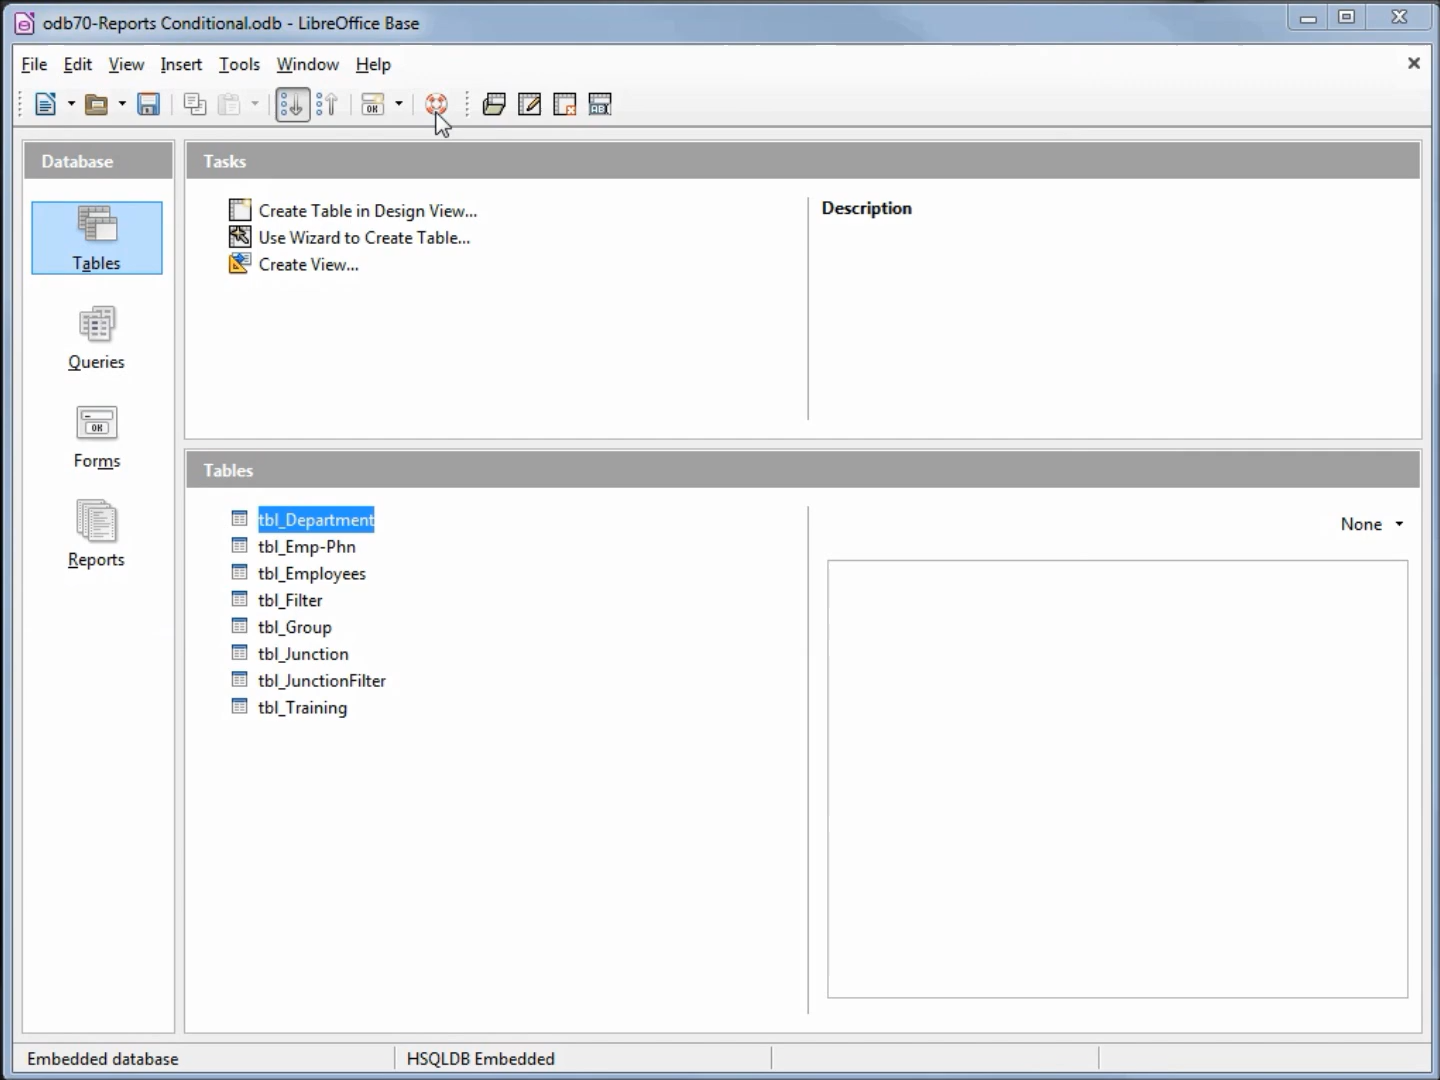 odb70-Reports Conditional.odb - LibreOffice Base
File Edit View Insert Tools Window Help
Database
Tables
Queries
Forms
Reports
Tasks
Create Table in Design View...
Use Wizard to Create Table...
Create View...
Description
Tables
tbl_Department
tbl_Emp-Phn
tbl_Employees
tbl_Filter
tbl_Group
tbl_Junction
tbl_JunctionFilter
tbl_Training
None
Embedded database HSQLDB Embedded